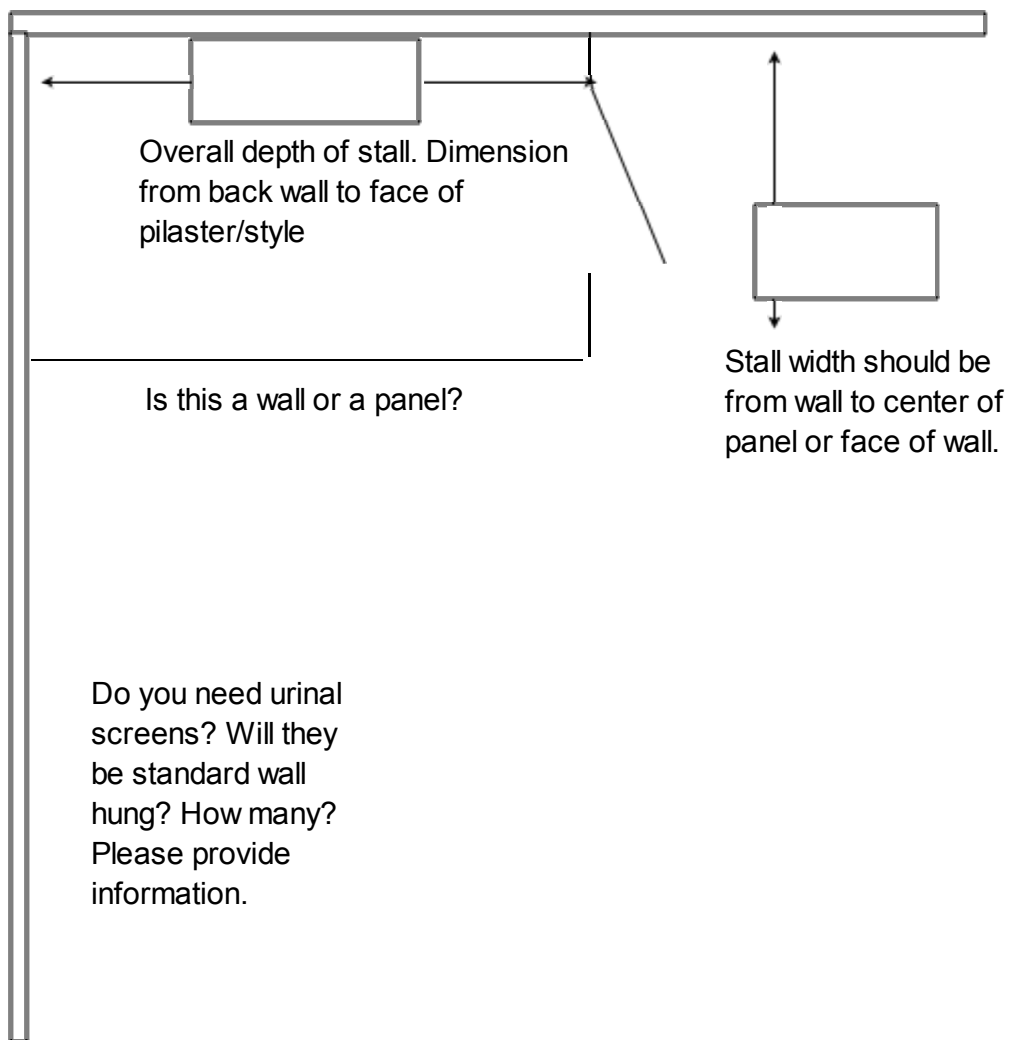 Overall depth of stall. Dimension
from back wall to face of
pilaster/style
Stall width should be
from wall to center of
panel or face of wall.
Is this a wall or a panel?
Do you need urinal
screens? Will they
be standard wall
hung? How many?
Please provide
information.